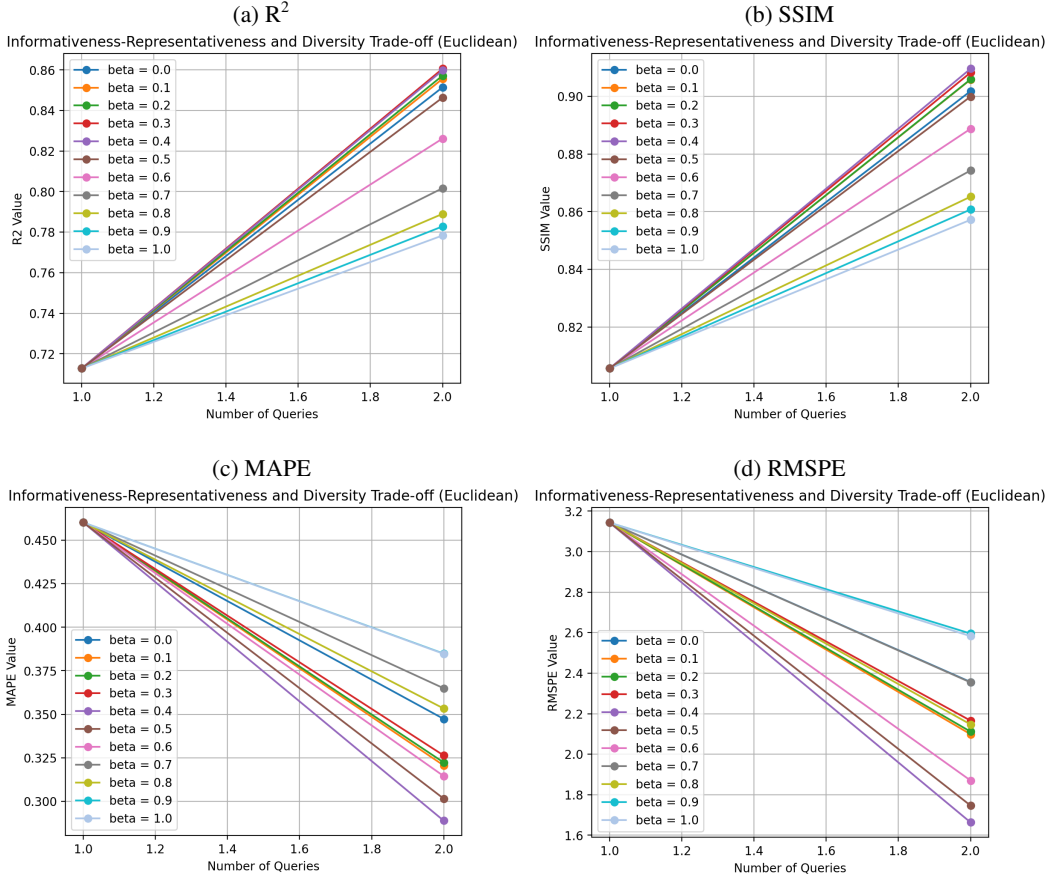 (a) R²
Informativeness-Representativeness and Diversity Trade-off (Euclidean)
0.86
0.84
0.82
0.80
0.78
0.76
0.74
0.72
R2 Value
beta = 0.0
beta = 0.1
beta = 0.2
beta = 0.3
beta = 0.4
beta = 0.5
beta = 0.6
beta = 0.7
beta = 0.8
beta = 0.9
beta = 1.0
1.0 1.2 1.4 1.6 1.8 2.0
Number of Queries
(b) SSIM
Informativeness-Representativeness and Diversity Trade-off (Euclidean)
0.90
0.88
0.86
0.84
0.82
SSIM Value
beta = 0.0
beta = 0.1
beta = 0.2
beta = 0.3
beta = 0.4
beta = 0.5
beta = 0.6
beta = 0.7
beta = 0.8
beta = 0.9
beta = 1.0
1.0 1.2 1.4 1.6 1.8 2.0
Number of Queries
(c) MAPE
Informativeness-Representativeness and Diversity Trade-off (Euclidean)
0.450
0.425
0.400
0.375
0.350
0.325
0.300
MAPE Value
beta = 0.0
beta = 0.1
beta = 0.2
beta = 0.3
beta = 0.4
beta = 0.5
beta = 0.6
beta = 0.7
beta = 0.8
beta = 0.9
beta = 1.0
1.0 1.2 1.4 1.6 1.8 2.0
Number of Queries
(d) RMSPE
Informativeness-Representativeness and Diversity Trade-off (Euclidean)
3.2
3.0
2.8
2.6
2.4
2.2
2.0
1.8
1.6
RMSPE Value
beta = 0.0
beta = 0.1
beta = 0.2
beta = 0.3
beta = 0.4
beta = 0.5
beta = 0.6
beta = 0.7
beta = 0.8
beta = 0.9
beta = 1.0
1.0 1.2 1.4 1.6 1.8 2.0
Number of Queries